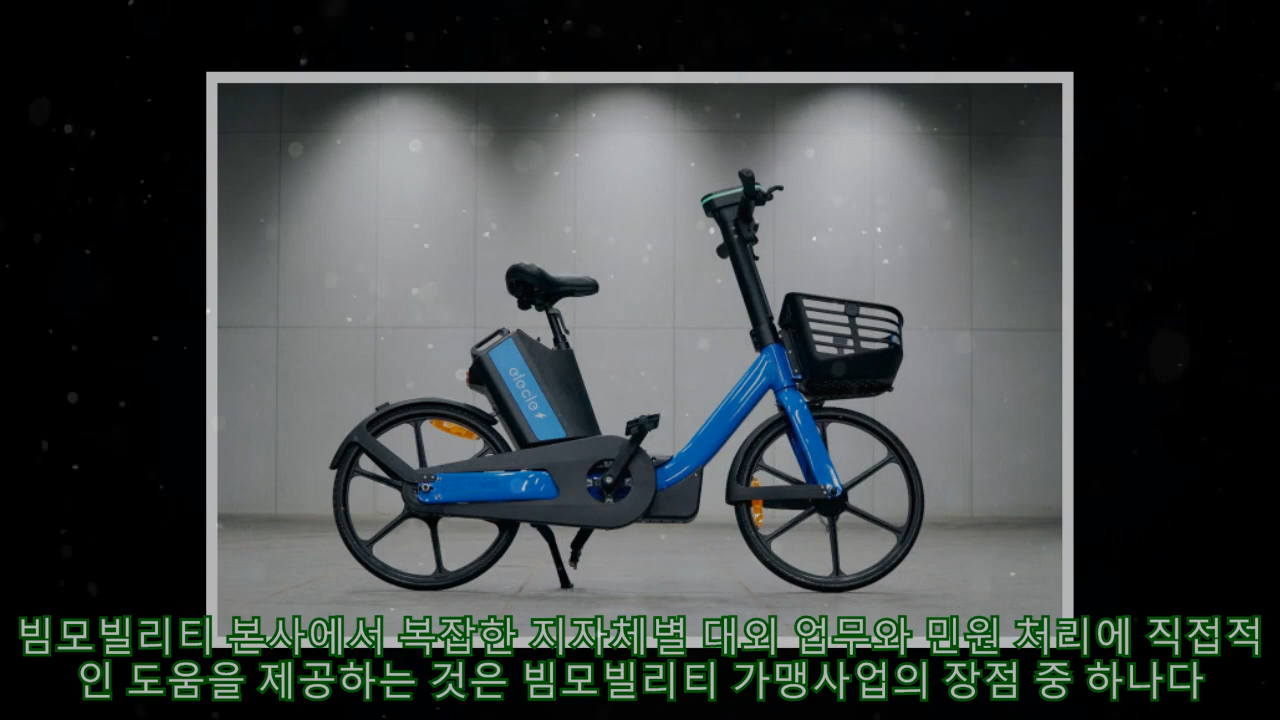 elecle
빔모빌리티 본사에서 복잡한 지자체별 대외 업무와 민원 처리에 직접적
인 도움을 제공하는 것은 빔모빌리티 가맹사업의 장점 중 하나다